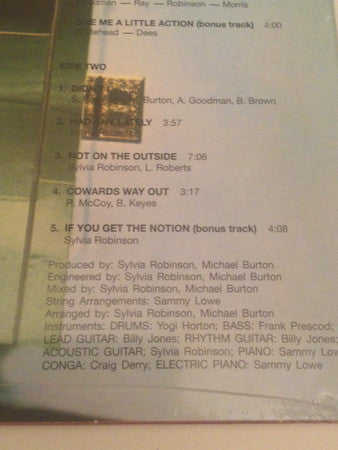 Goodman — Ray — Robinson — Morris
7. GIVE ME A LITTLE ACTION (bonus track) 4:00
Whitehead — Dees
SIDE TWO
1. DIDN'T
S. Burton, A. Goodman, B. Brown
2. HAD ANY LATELY 3:57
Sylvia Robinson
3. NOT ON THE OUTSIDE 7:06
Sylvia Robinson, L. Roberts
4. COWARDS WAY OUT 3:17
R. McCoy, B. Keyes
5. IF YOU GET THE NOTION (bonus track) 4:08
Sylvia Robinson
Produced by: Sylvia Robinson, Michael Burton
Engineered by: Sylvia Robinson, Michael Burton
Mixed by: Sylvia Robinson, Michael Burton
String Arrangements: Sammy Lowe
Arranged by: Sylvia Robinson, Michael Burton
Instruments: DRUMS: Yogi Horton; BASS: Frank Prescod;
LEAD GUITAR: Billy Jones; RHYTHM GUITAR: Billy Jones
ACOUSTIC GUITAR; Sylvia Robinson; PIANO: Sammy Low
CONGA: Craig Derry; ELECTRIC PIANO: Sammy Lowe